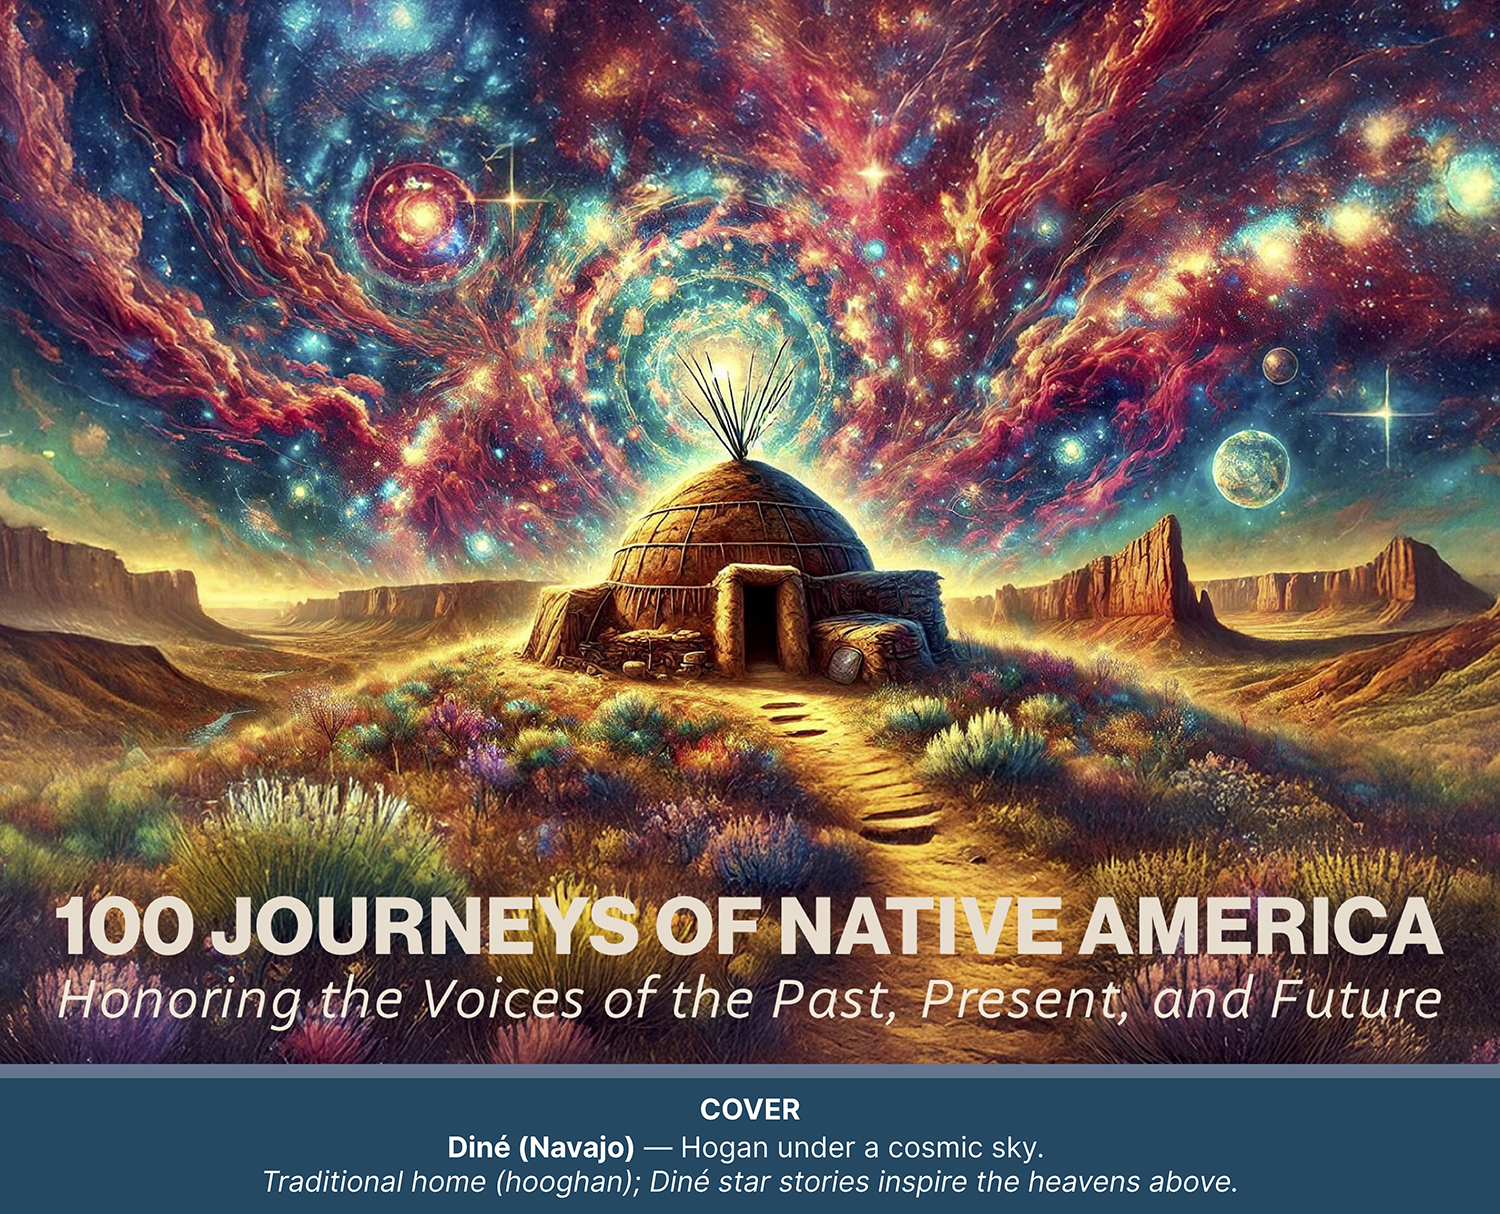 100 JOURNEYS OF NATIVE AMERICA
Honoring the Voices of the Past, Present, and Future
COVER
Diné (Navajo) — Hogan under a cosmic sky.
Traditional home (hooghan); Diné star stories inspire the heavens above.